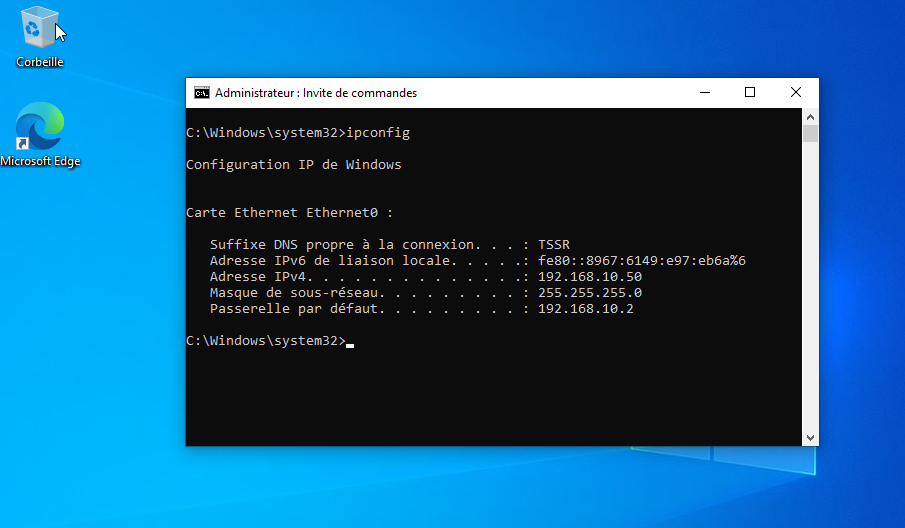 Corbeille
Microsoft Edge
Administrateur : Invite de commandes
C:\Windows\system32>ipconfig
Configuration IP de Windows
Carte Ethernet Ethernet0 :
Suffixe DNS propre à la connexion. . . : TSSR
Adresse IPv6 de liaison locale. . . . .: fe80::8967:6149:e97:eb6a%6
Adresse IPv4. . . . . . . . . . . . . .: 192.168.10.50
Masque de sous-réseau. . . . . . . . . : 255.255.255.0
Passerelle par défaut. . . . . . . . . : 192.168.10.2
C:\Windows\system32>